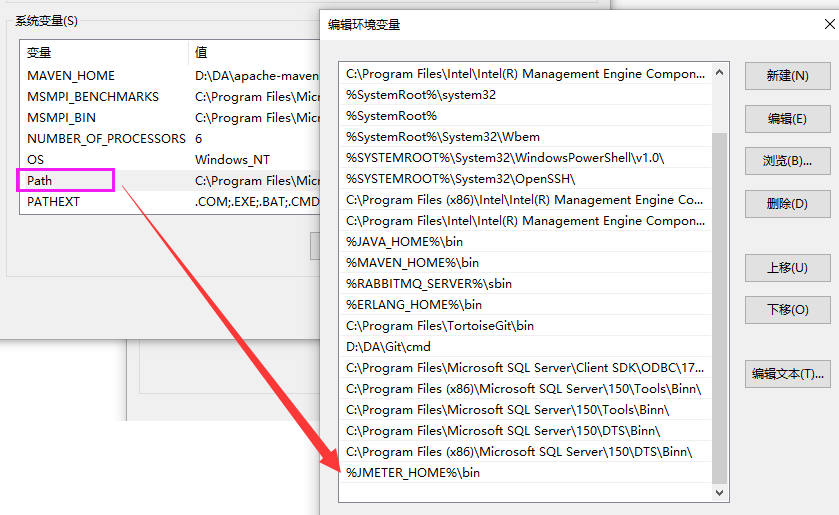 系统变量(S)
变量 值
MAVEN_HOME D:\DA\apache-maven
MSMPI_BENCHMARKS C:\Program Files\Micr
MSMPI_BIN C:\Program Files\Micr
NUMBER_OF_PROCESSORS 6
OS Windows_NT
Path C:\Program Files\Mic
PATHEXT .COM;.EXE;.BAT;.CMD
编辑环境变量
C:\Program Files\Intel\Intel(R) Management Engine Compon...
%SystemRoot%\system32
%SystemRoot%
%SystemRoot%\System32\Wbem
%SYSTEMROOT%\System32\WindowsPowerShell\v1.0\
%SYSTEMROOT%\System32\OpenSSH\
C:\Program Files (x86)\Intel\Intel(R) Management Engine Co...
C:\Program Files\Intel\Intel(R) Management Engine Compon...
%JAVA_HOME%\bin
%MAVEN_HOME%\bin
%RABBITMQ_SERVER%\sbin
%ERLANG_HOME%\bin
C:\Program Files\TortoiseGit\bin
D:\DA\Git\cmd
C:\Program Files\Microsoft SQL Server\Client SDK\ODBC\17...
C:\Program Files (x86)\Microsoft SQL Server\150\Tools\Binn\
C:\Program Files\Microsoft SQL Server\150\Tools\Binn\
C:\Program Files\Microsoft SQL Server\150\DTS\Binn\
C:\Program Files (x86)\Microsoft SQL Server\150\DTS\Binn\
%JMETER_HOME%\bin
新建(N)
编辑(E)
浏览(B)...
删除(D)
上移(U)
下移(O)
编辑文本(T)...